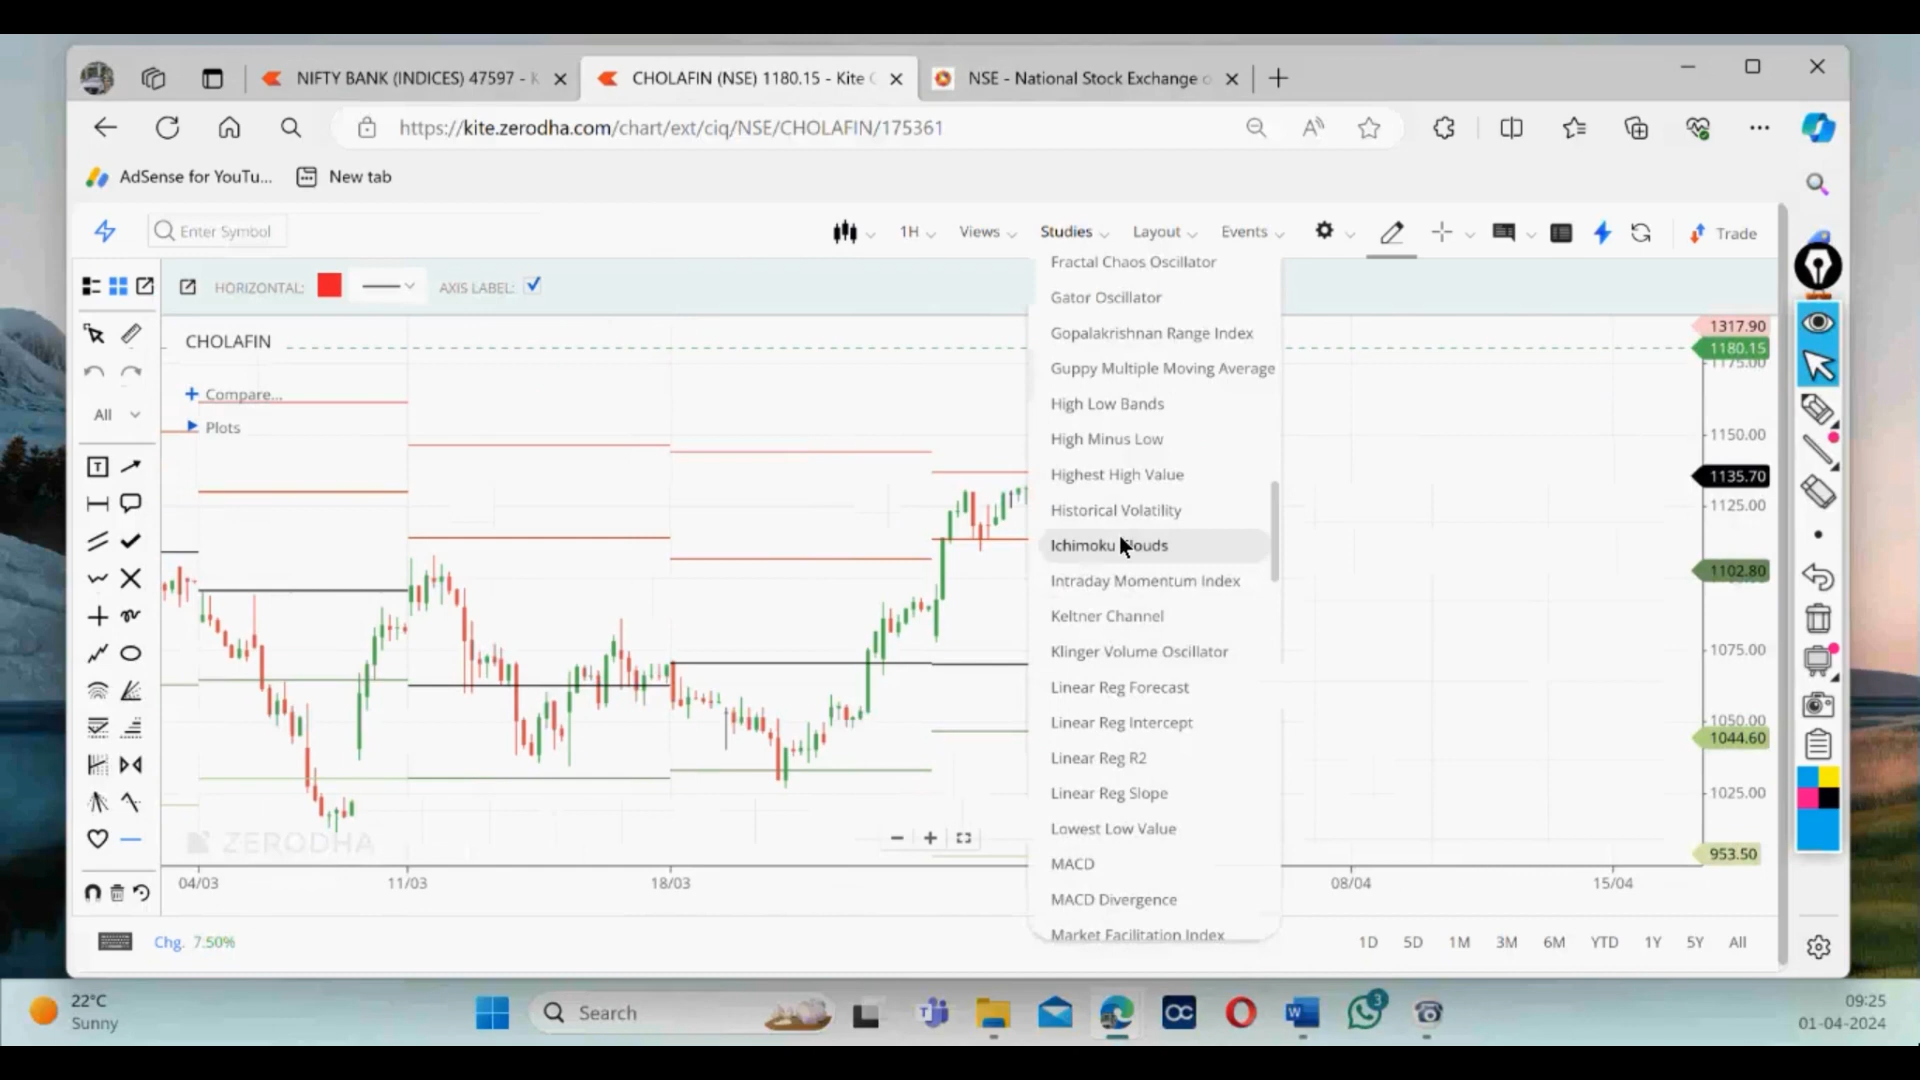 NIFTY BANK (INDICES) 47597 - K
CHOLAFIN (NSE) 1180.15 - Kite C
NSE - National Stock Exchange o
https://kite.zerodha.com/chart/ext/ciq/NSE/CHOLAFIN/175361
AdSense for YouTu...
New tab
Enter Symbol
1H
Views
Studies
Layout
Events
Trade
HORIZONTAL:
AXIS LABEL:
CHOLAFIN
Compare...
Plots
All
Fractal Chaos Oscillator
Gator Oscillator
Gopalakrishnan Range Index
Guppy Multiple Moving Average
High Low Bands
High Minus Low
Highest High Value
Historical Volatility
Ichimoku Clouds
Intraday Momentum Index
Keltner Channel
Klinger Volume Oscillator
Linear Reg Forecast
Linear Reg Intercept
Linear Reg R2
Linear Reg Slope
Lowest Low Value
MACD
MACD Divergence
Market Facilitation Index
1317.90
1180.15
1175.00
1150.00
1135.70
1125.00
1102.80
1075.00
1050.00
1044.60
1025.00
953.50
ZERODHA
04/03
11/03
18/03
08/04
15/04
Chg. 7.50%
1D
5D
1M
3M
6M
YTD
1Y
5Y
All
22°C
Sunny
Search
3
09:25
01-04-2024